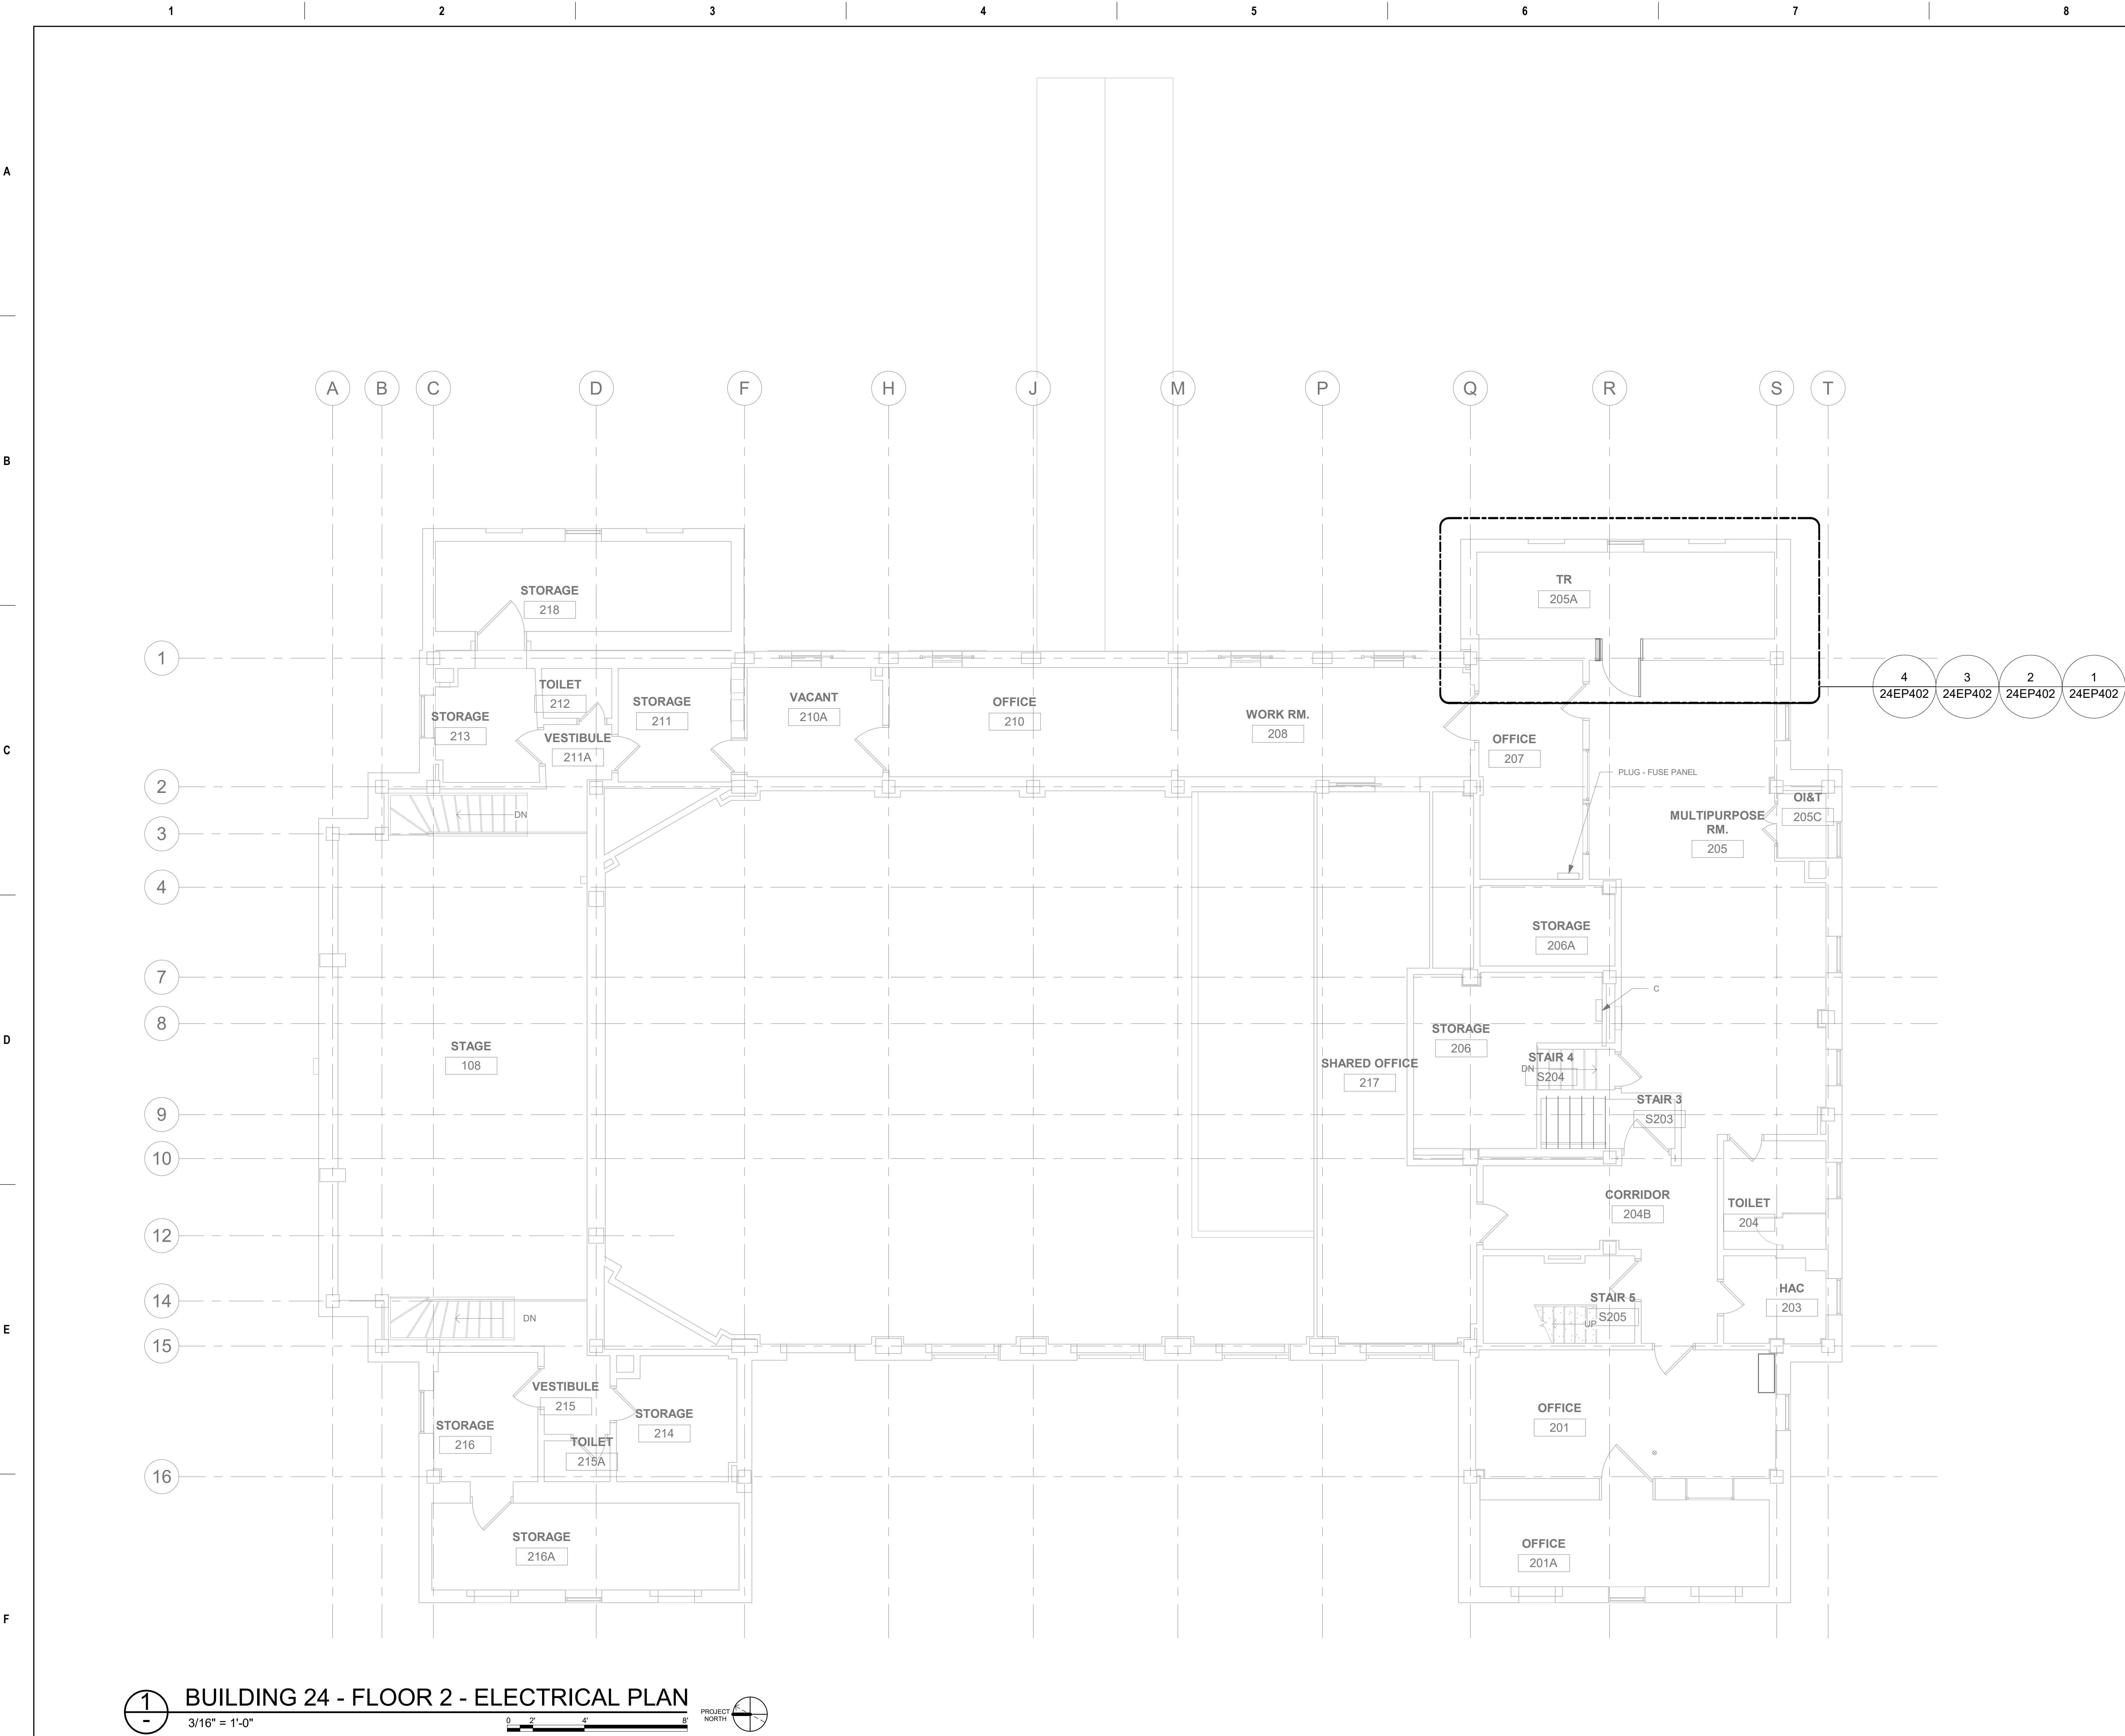 1 2 3 4 5 6 7 8
A
B
C
D
E
F
A B C D F H J M P Q R S T
1
2
3
4
7
8
9
10
12
14
15
16
STORAGE
218
TR
205A
4
24EP402
3
24EP402
2
24EP402
1
24EP402
TOILET
212
STORAGE
213
VESTIBULE
211A
STORAGE
211
VACANT
210A
OFFICE
210
WORK RM.
208
OFFICE
207
PLUG - FUSE PANEL
OI&T
205C
MULTIPURPOSE
RM.
205
DN
STORAGE
206A
C
STAGE
108
SHARED OFFICE
217
STORAGE
206
STAIR 4
DN
S204
STAIR 3
S203
CORRIDOR
204B
TOILET
204
STAIR 5
S205
UP
HAC
203
DN
VESTIBULE
215
STORAGE
216
TOILET
215A
STORAGE
214
OFFICE
201
STORAGE
216A
OFFICE
201A
1
-
BUILDING 24 - FLOOR 2 - ELECTRICAL PLAN
3/16" = 1'-0"
0 2' 4' 8'
PROJECT
NORTH